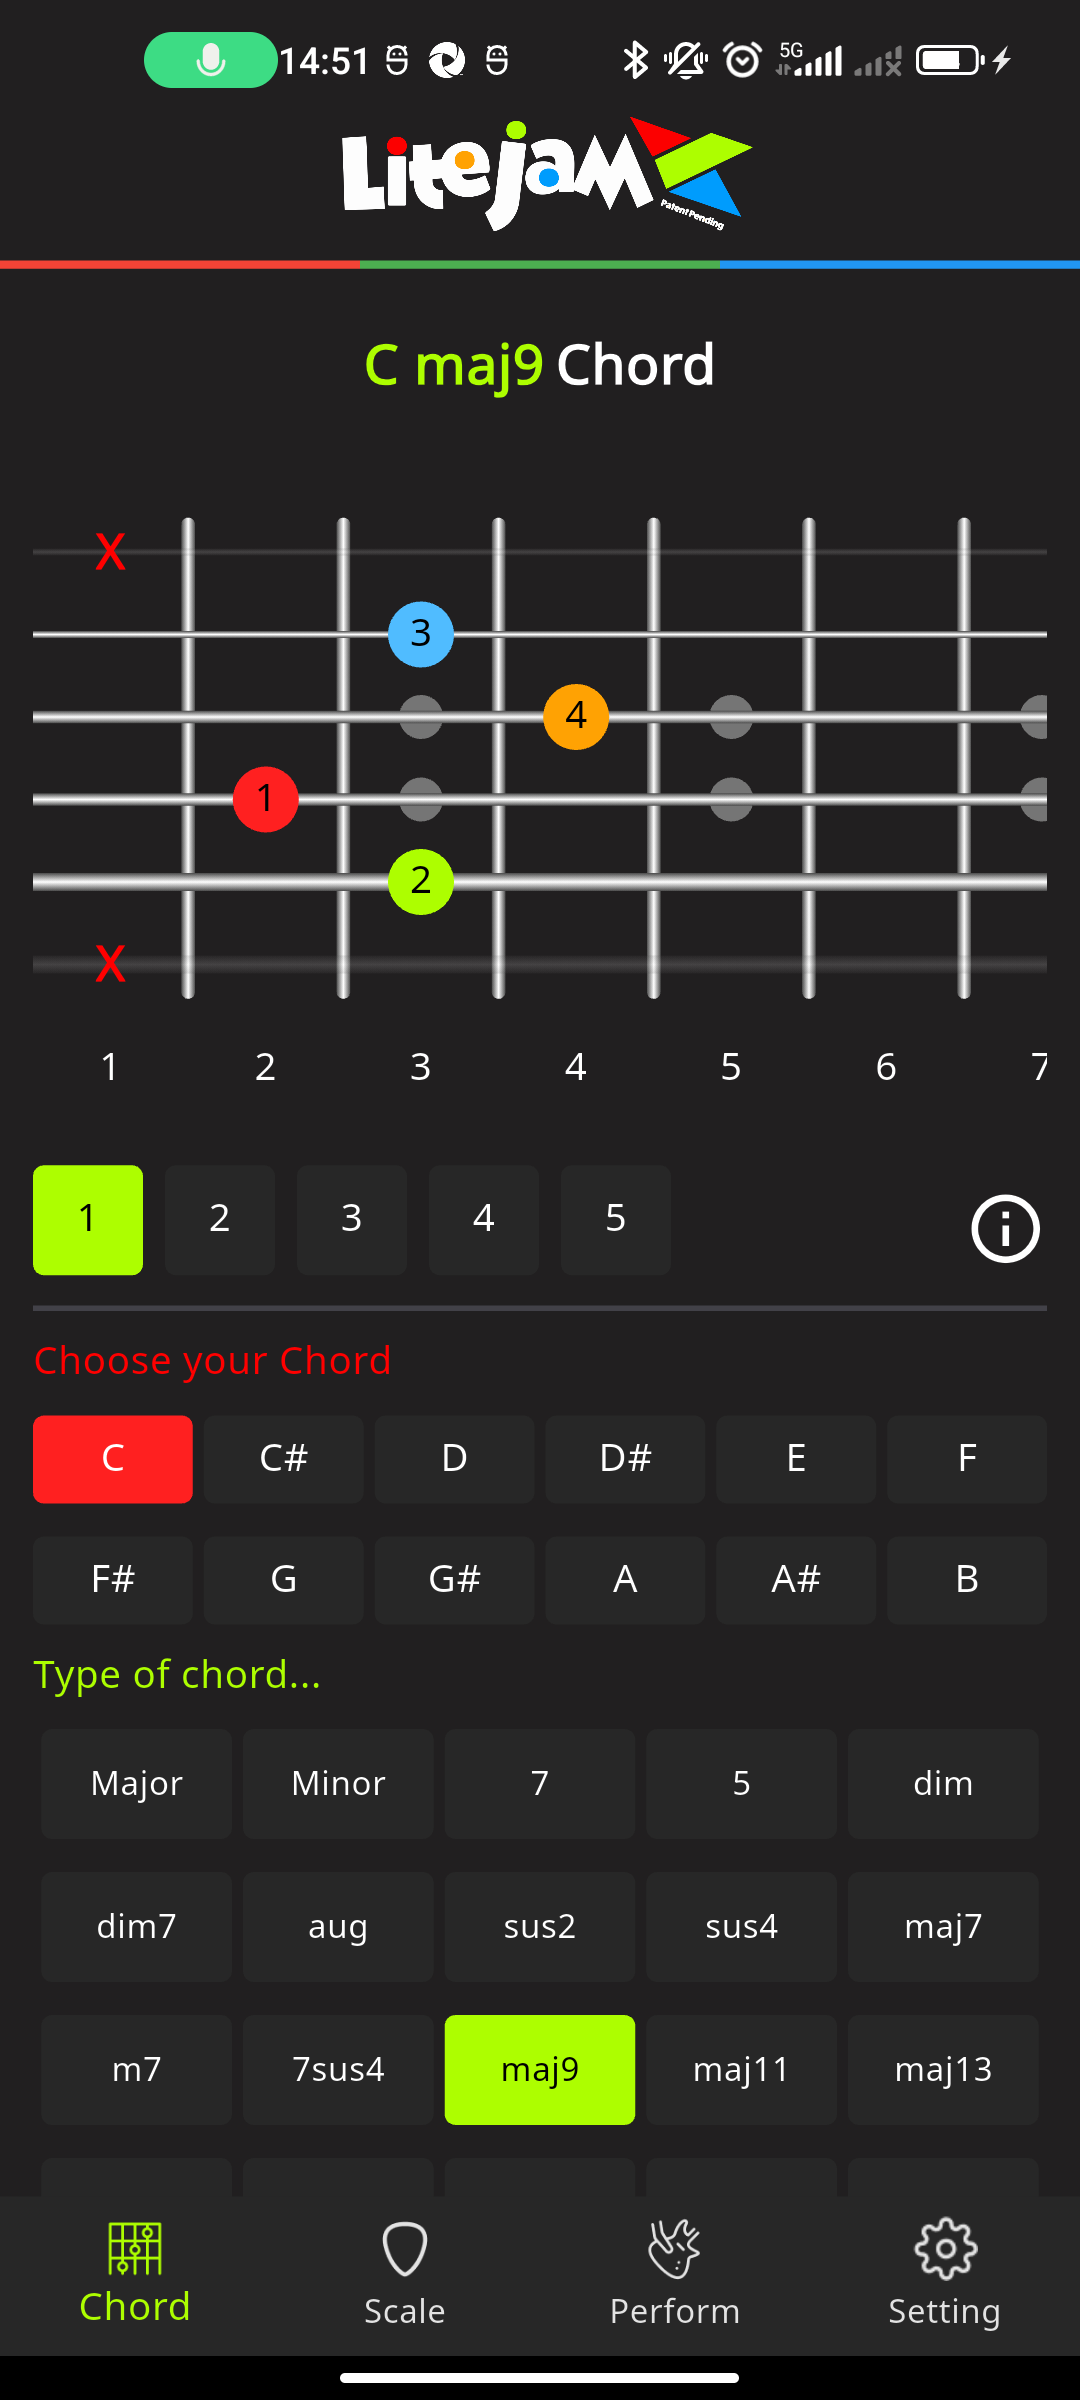 14:51 5G
Litejam
Patent Pending
C maj9 Chord
X
3
4
1
2
X
1 2 3 4 5 6 7
1 2 3 4 5
Choose your Chord
C C# D D# E F
F# G G# A A# B
Type of chord...
Major Minor 7 5 dim
dim7 aug sus2 sus4 maj7
m7 7sus4 maj9 maj11 maj13
Chord Scale Perform Setting